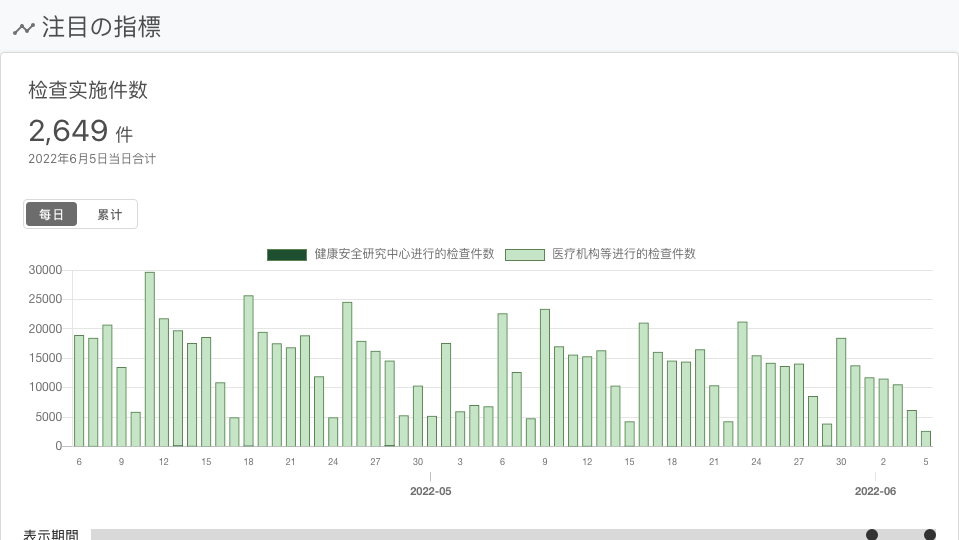 注目の指標
检查实施件数
2,649 件
2022年6月5日当日合计
每日 累计
健康安全研究中心进行的检查件数 医疗机构等进行的检查件数
30000
25000
20000
15000
10000
5000
0
6 9 12 15 18 21 24 27 30 3 6 9 12 15 18 21 24 27 30 2 5
2022-05 2022-06
表示期間